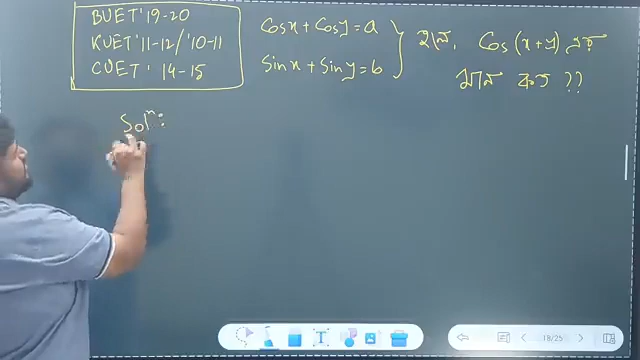 BUET'19-20
KUET'11-12/'10-11
CUET' 14-15
Cosx + Cosy = a
Sinx + Siny = b
হলে, Cos (x+y) এর
মান কত ??
Solⁿ:
T
18/25